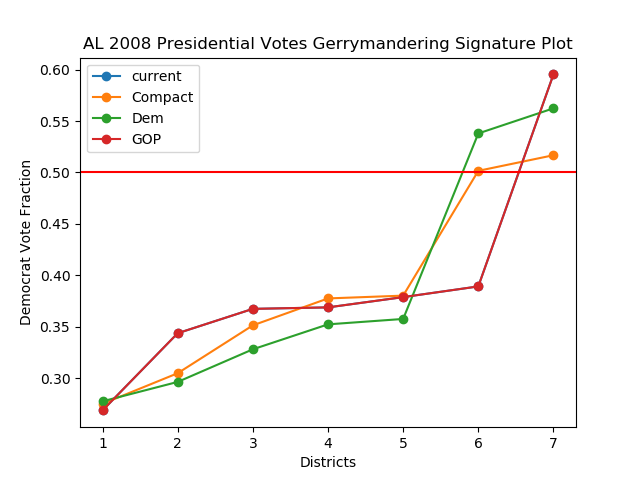 AL 2008 Presidential Votes Gerrymandering Signature Plot
current
Compact
Dem
GOP
0.60
0.55
0.50
0.45
0.40
0.35
0.30
Democrat Vote Fraction
1 2 3 4 5 6 7
Districts